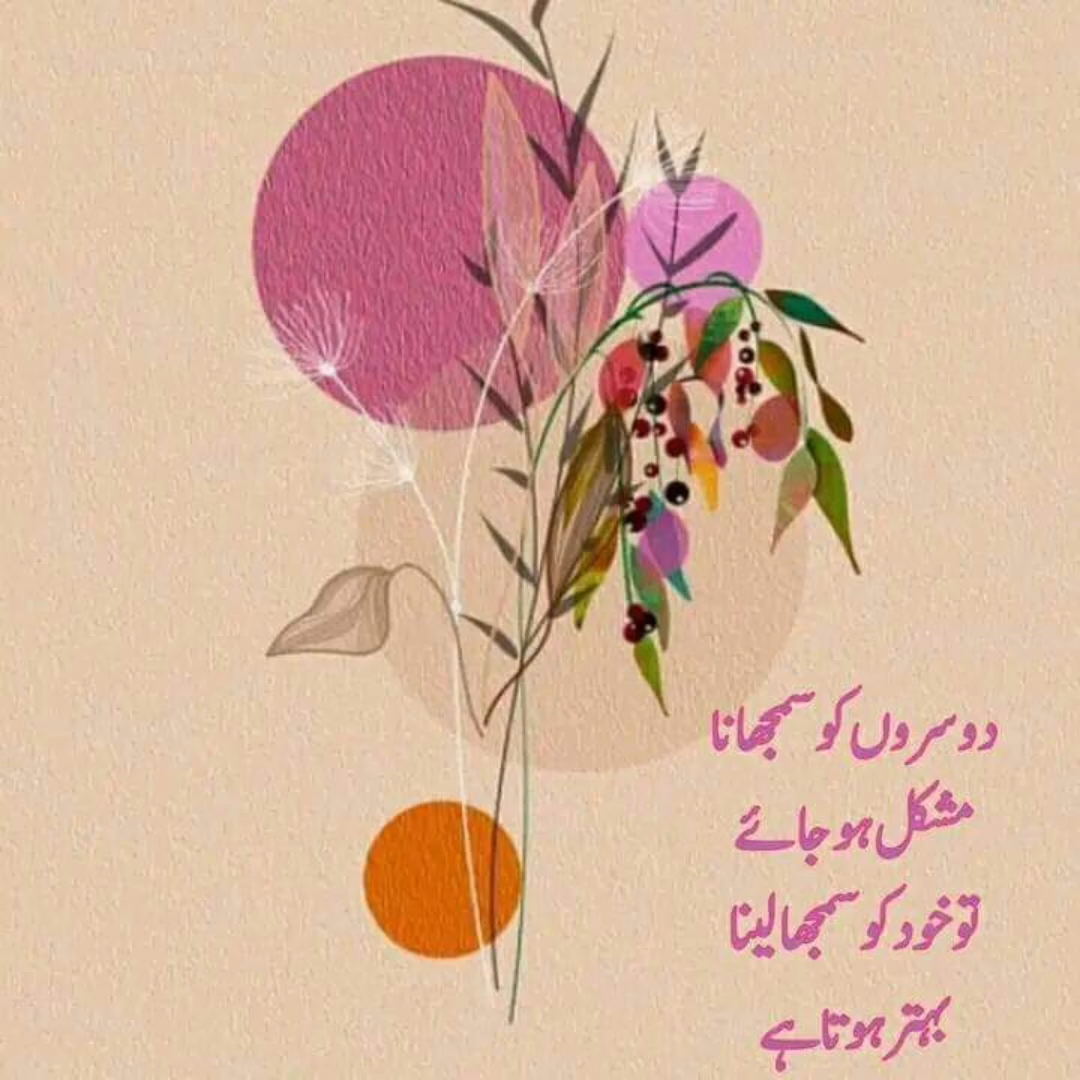 دوسروں کو سمجھانا
مشکل ہو جائے
تو خود کو سمجھا لینا
بہتر ہوتا ہے